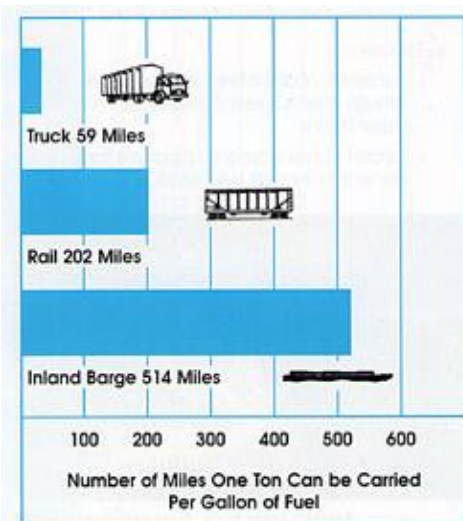 Truck 59 Miles
Rail 202 Miles
Inland Barge 514 Miles
100 200 300 400 500 600
Number of Miles One Ton Can be Carried
Per Gallon of Fuel